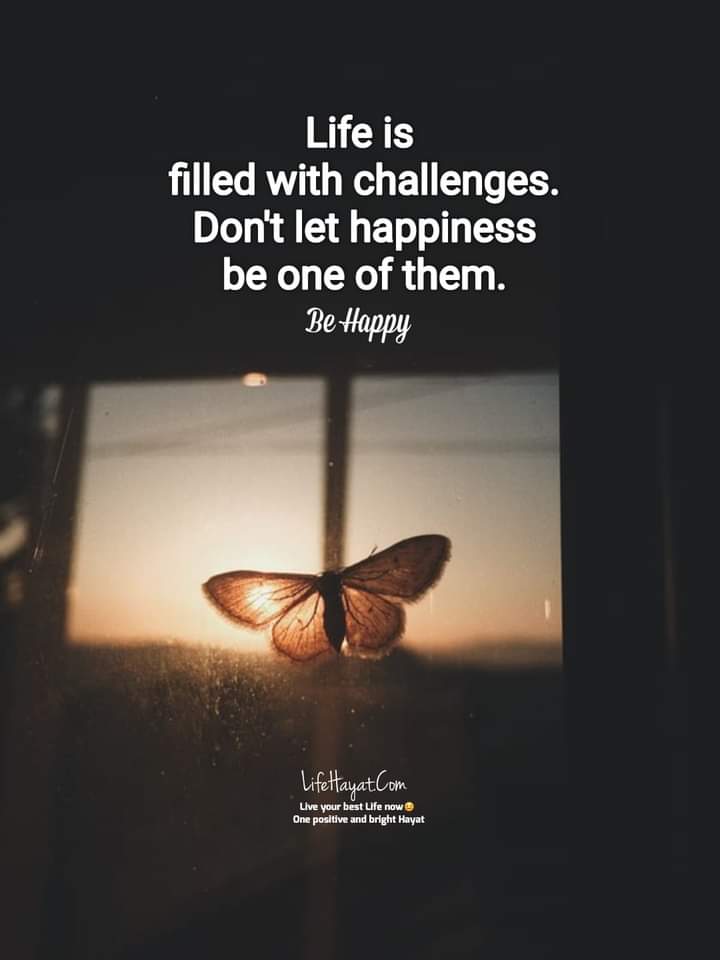 Life is
filled with challenges.
Don't let happiness
be one of them.
Be Happy
LifeHayat.Com
Live your best Life now😊
One positive and bright Hayat